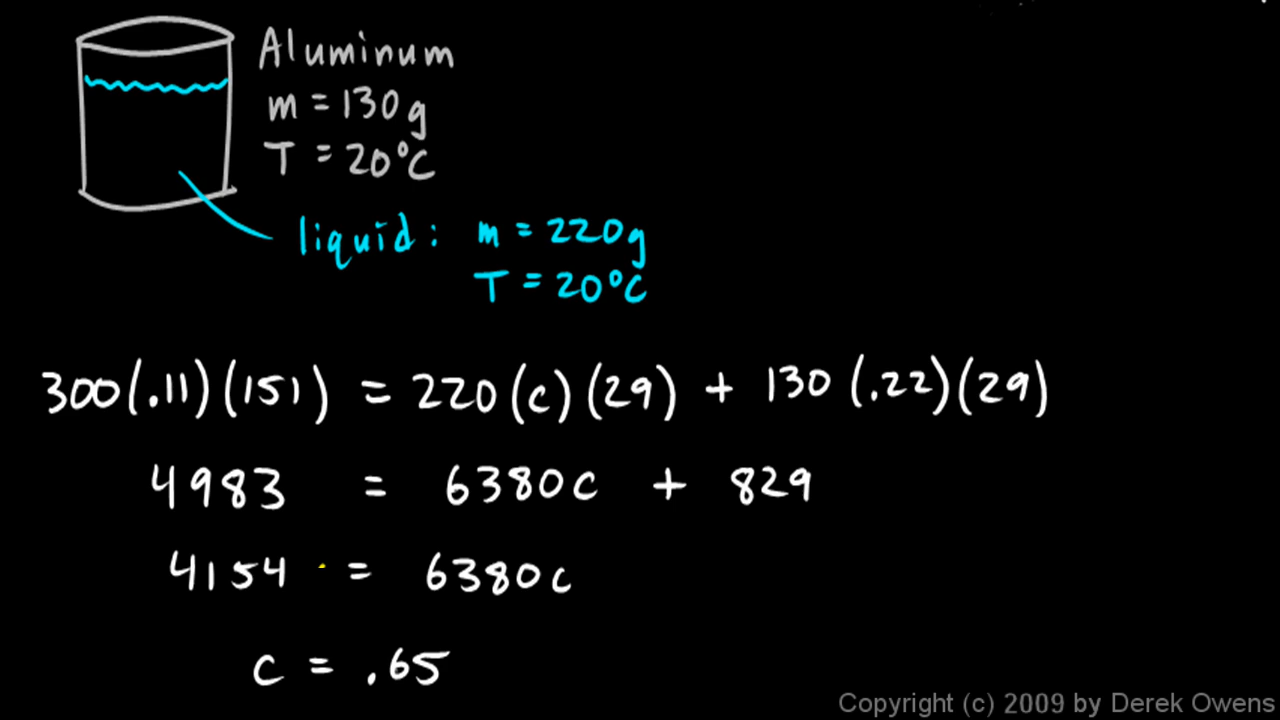 Aluminum
m = 130g
T = 20°C
liquid: m = 220g
T = 20°C
300(.11)(151) = 220(c)(29) + 130(.22)(29)
4983 = 6380c + 829
4154 = 6380c
c = .65
Copyright (c) 2009 by Derek Owens